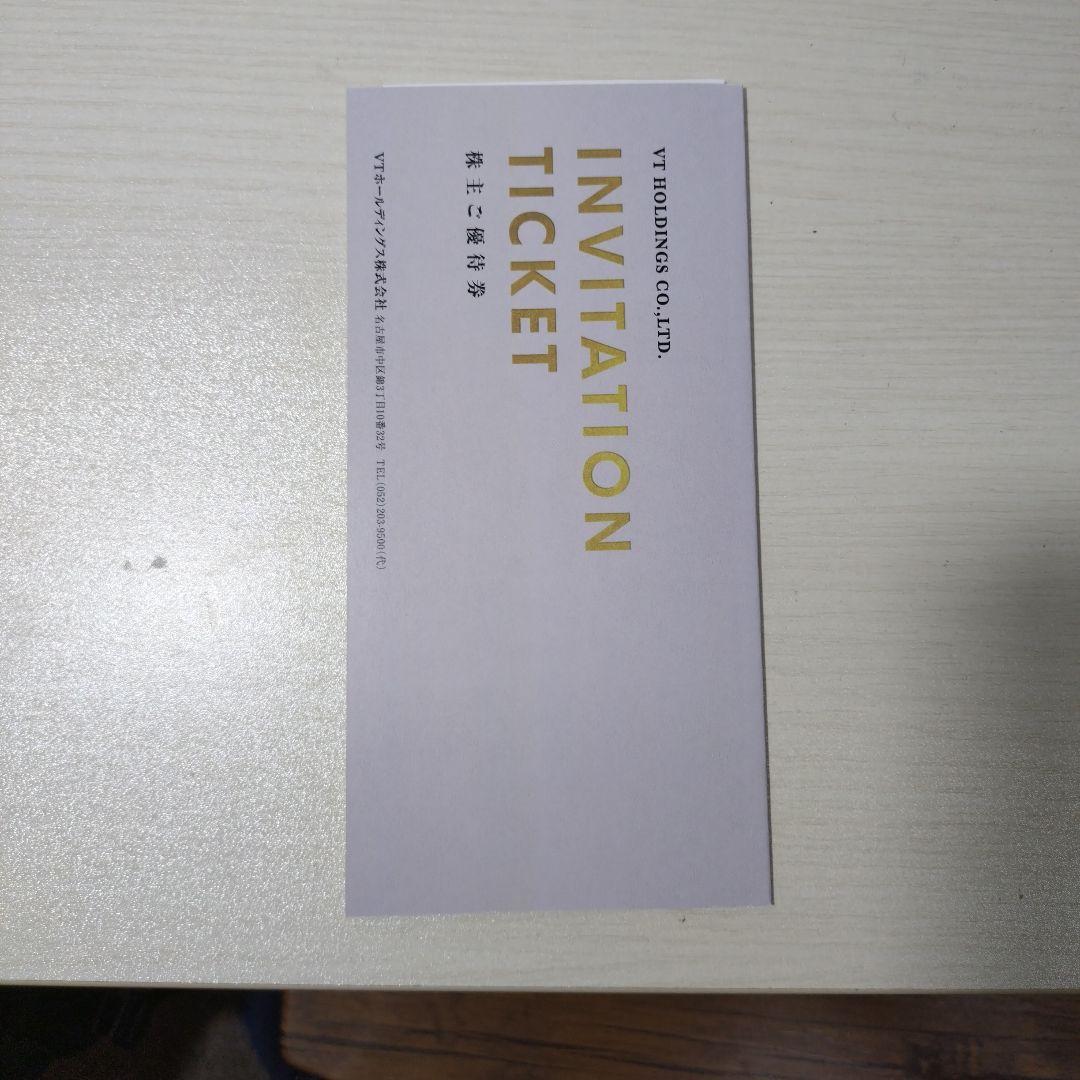 VT HOLDINGS CO.,LTD.
INVITATION
TICKET
株主ご優待券
VTホールディングス株式会社 名古屋市中区錦3丁目10番32号 TEL(052)203-9500(代)